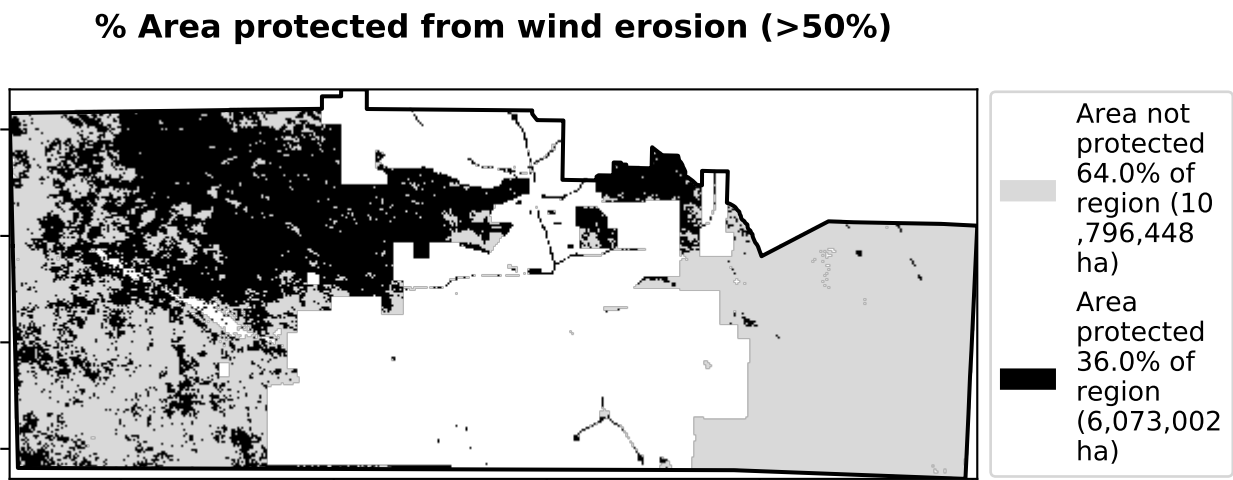 % Area protected from wind erosion (>50%)
Area not
protected
64.0% of
region (10
,796,448
ha)
Area
protected
36.0% of
region
(6,073,002
ha)